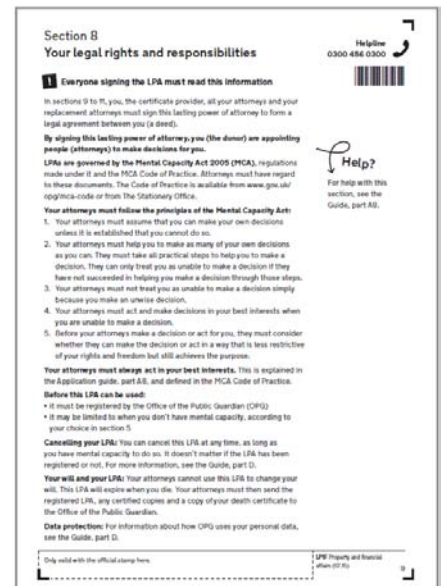 Section 8
Your legal rights and responsibilities
Helpline
0300 456 0300
! Everyone signing the LPA must read this information
In sections 9 to 11, you, the certificate provider, all your attorneys and your
replacement attorneys must sign this lasting power of attorney to form a
legal agreement between you (a deed).
By signing this lasting power of attorney, you (the donor) are appointing
people (attorneys) to make decisions for you.
LPAs are governed by the Mental Capacity Act 2005 (MCA), regulations
made under it and the MCA Code of Practice. Attorneys must have regard
to these documents. The Code of Practice is available from www.gov.uk/
opg/mca-code or from The Stationery Office.
Help?
For help with this
section, see the
Guide, part A8.
Your attorneys must follow the principles of the Mental Capacity Act:
1. Your attorneys must assume that you can make your own decisions
unless it is established that you cannot do so.
2. Your attorneys must help you to make as many of your own decisions
as you can. They must take all practical steps to help you to make a
decision. They can only treat you as unable to make a decision if they
have not succeeded in helping you make a decision through those steps.
3. Your attorneys must not treat you as unable to make a decision simply
because you make an unwise decision.
4. Your attorneys must act and make decisions in your best interests when
you are unable to make a decision.
5. Before your attorneys make a decision or act for you, they must consider
whether they can make the decision or act in a way that is less restrictive
of your rights and freedom but still achieves the purpose.
Your attorneys must always act in your best interests. This is explained in
the Application guide, part A8, and defined in the MCA Code of Practice.
Before this LPA can be used:
• it must be registered by the Office of the Public Guardian (OPG)
• it may be limited to when you don't have mental capacity, according to
your choice in section 5
Cancelling your LPA: You can cancel this LPA at any time, as long as
you have mental capacity to do so. It doesn't matter if the LPA has been
registered or not. For more information, see the Guide, part D.
Your will and your LPA: Your attorneys cannot use this LPA to change your
will. This LPA will expire when you die. Your attorneys must then send the
registered LPA, any certified copies and a copy of your death certificate to
the Office of the Public Guardian.
Data protection: For information about how OPG uses your personal data,
see the Guide, part D.
Only valid with the official stamp here.
LP1F Property and financial
affairs (07.15)
9